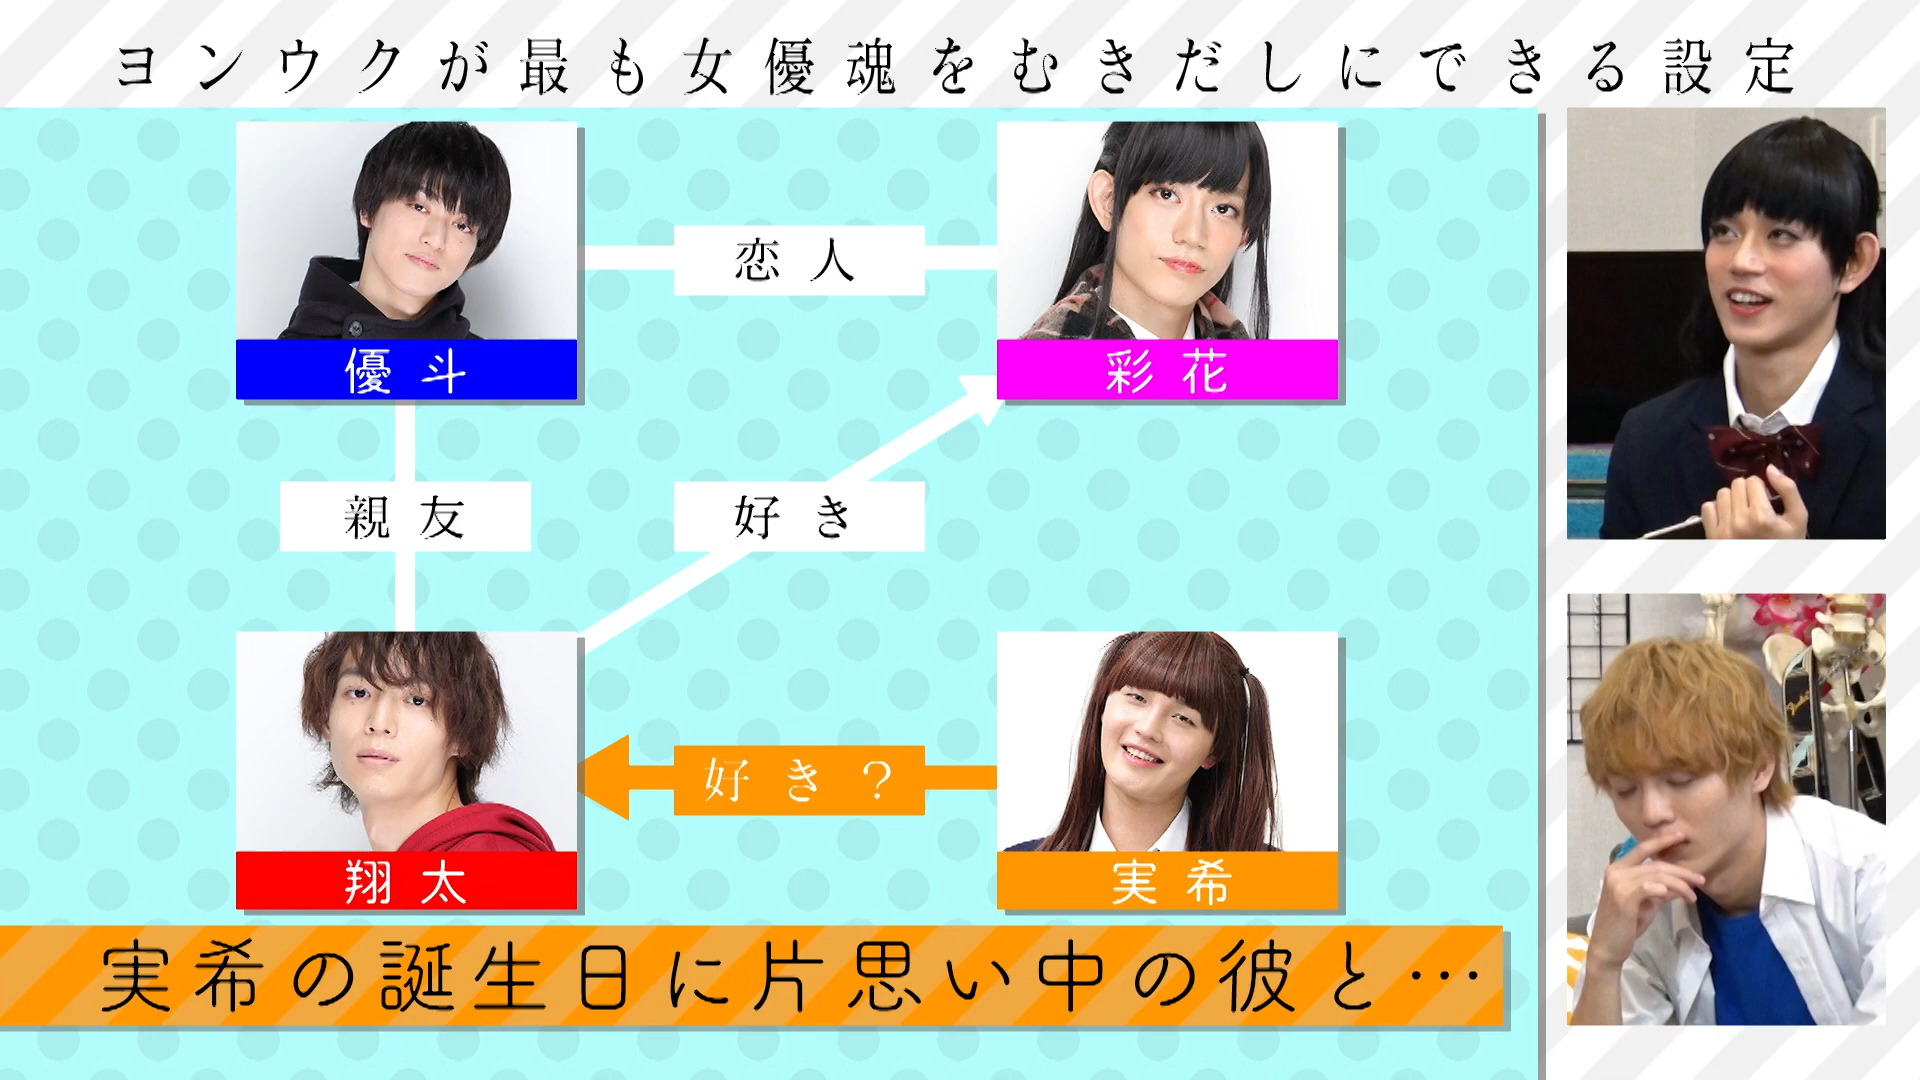 ヨンウクが最も女優魂をむきだしにできる設定
恋人
優斗
彩花
親友
好き
好き？
翔太
実希
実希の誕生日に片思い中の彼と…
Fender